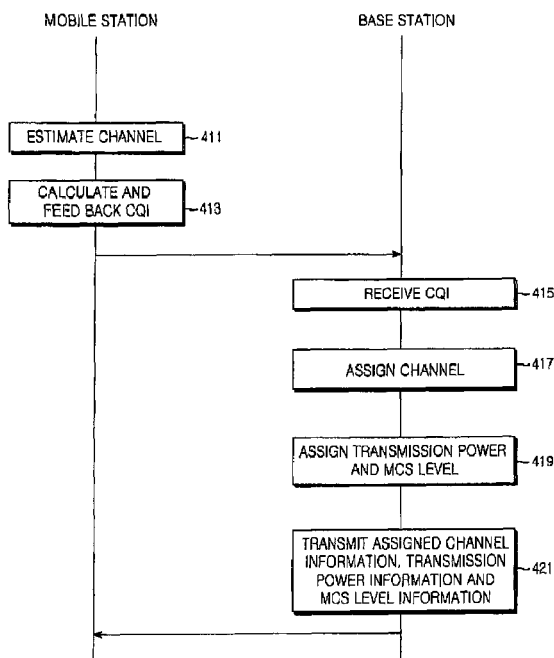 MOBILE STATION
BASE STATION
ESTIMATE CHANNEL
411
CALCULATE AND
FEED BACK CQI
413
RECEIVE CQI
415
ASSIGN CHANNEL
417
ASSIGN TRANSMISSION POWER
AND MCS LEVEL
419
TRANSMIT ASSIGNED CHANNEL
INFORMATION, TRANSMISSION
POWER INFORMATION AND
MCS LEVEL INFORMATION
421